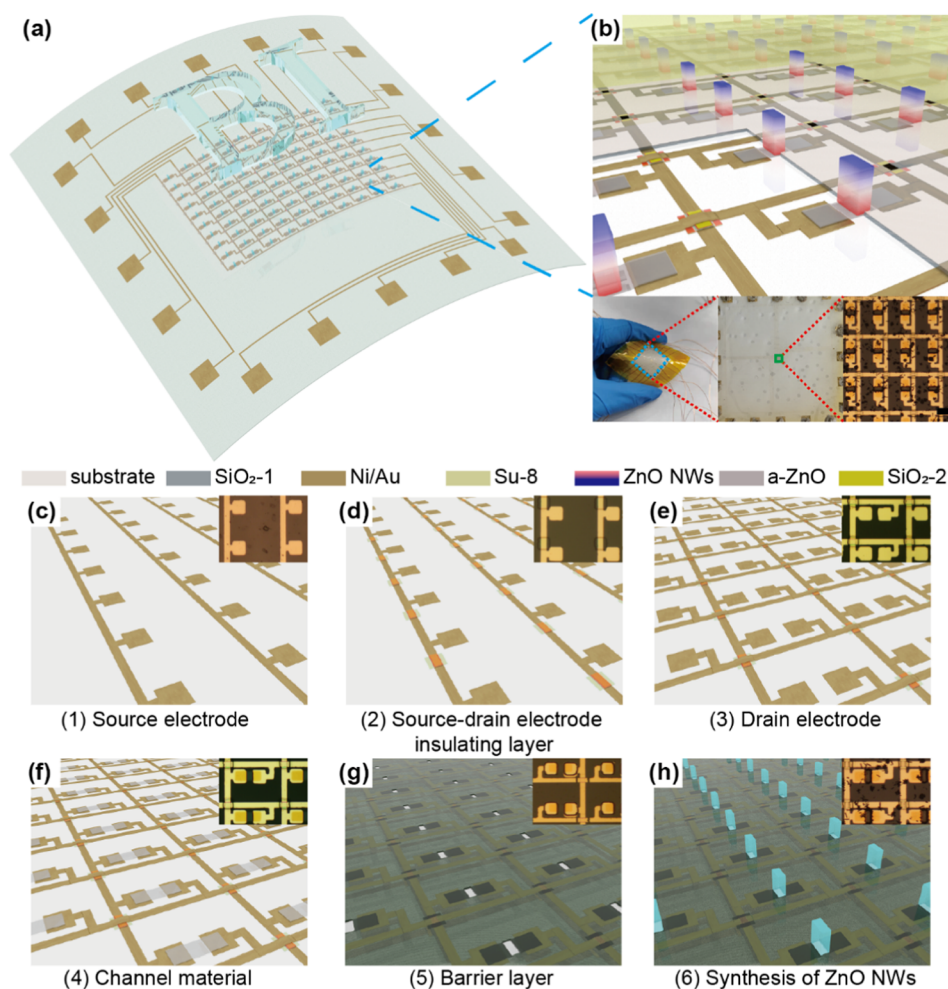 (a)
BI
(b)
substrate SiO₂-1 Ni/Au Su-8 ZnO NWs a-ZnO SiO₂-2
(c)
(d)
(e)
(1) Source electrode
(2) Source-drain electrode
insulating layer
(3) Drain electrode
(f)
(g)
(h)
(4) Channel material
(5) Barrier layer
(6) Synthesis of ZnO NWs